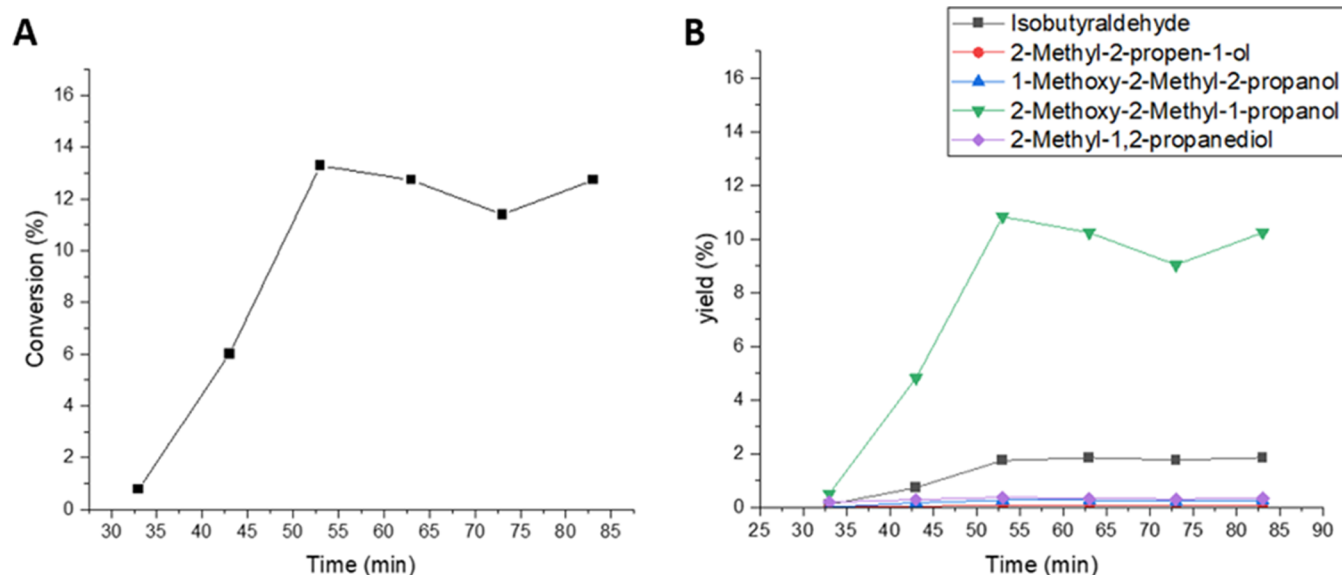 A
Conversion (%)
16
14
12
10
8
6
4
2
0
30 35 40 45 50 55 60 65 70 75 80 85
Time (min)
B
Isobutyraldehyde
2-Methyl-2-propen-1-ol
1-Methoxy-2-Methyl-2-propanol
2-Methoxy-2-Methyl-1-propanol
2-Methyl-1,2-propanediol
yield (%)
16
14
12
10
8
6
4
2
0
25 30 35 40 45 50 55 60 65 70 75 80 85 90
Time (min)